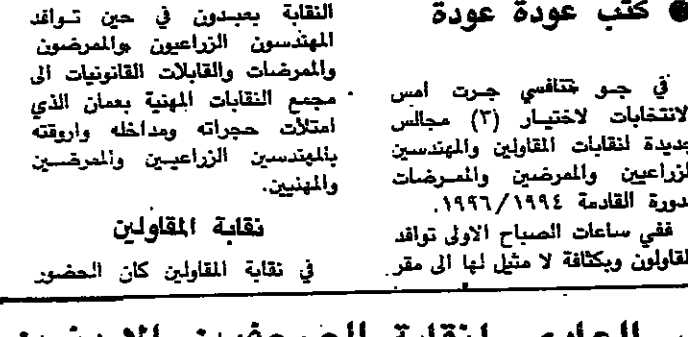 ● كتب عودة عودة
في جو تنافسي جرت امس
الانتخابات لاختيار (٣) مجالس
جديدة لنقابات المقاولين والمهندسين
الزراعيين والممرضين والممرضات
للدورة القادمة ١٩٩٤/١٩٩٦.
ففي ساعات الصباح الاولى توافد
المقاولون وبكثافة لا مثيل لها الى مقر
النقابة بعبدون في حين توافد
المهندسون الزراعيون والممرضون
والممرضات والقابلات القانونيات الى
مجمع النقابات المهنية بعمان الذي
امتلأت حجراته ومداخله واروقته
بالمهندسين الزراعيين والممرضين
والمهنيين.
نقابة المقاولين
في نقابة المقاولين كان الحضور